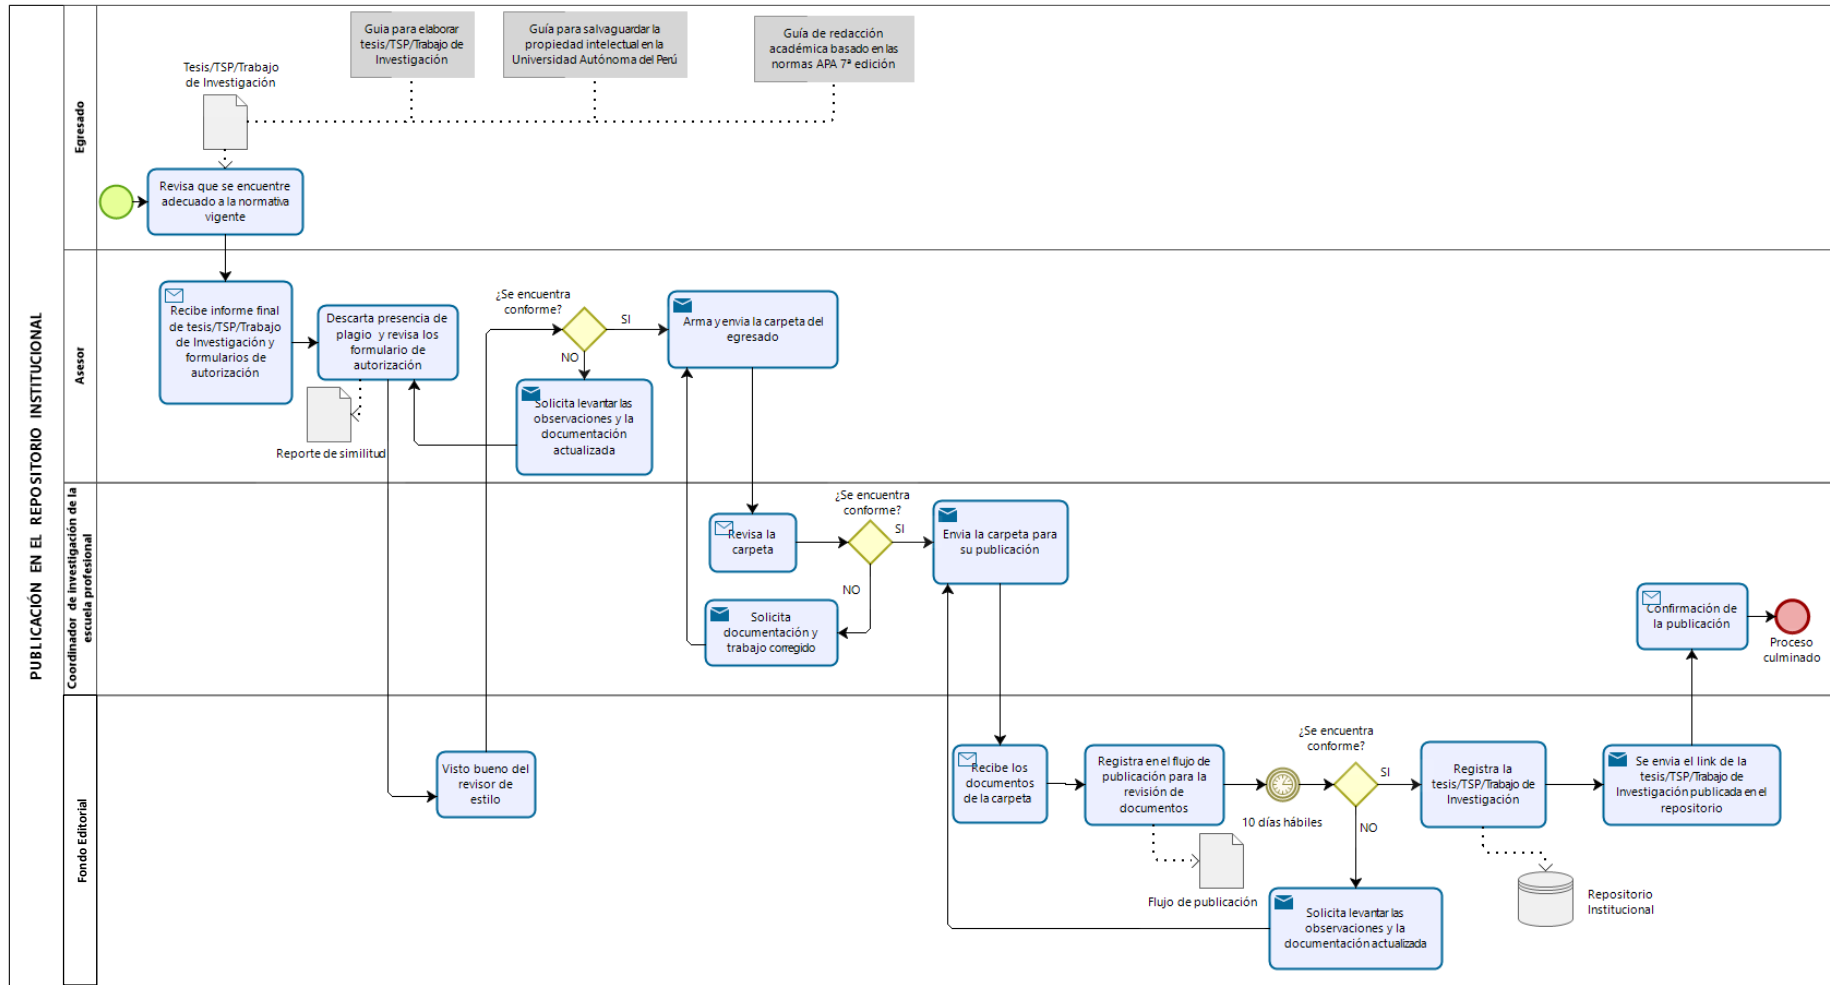 PUBLICACIÓN EN EL REPOSITORIO INSTITUCIONAL
Egresado
Tesis/TSP/Trabajo
de Investigación
Guia para elaborar
tesis/TSP/Trabajo de
Investigación
Guía para salvaguardar la
propiedad intelectual en la
Universidad Autónoma del Perú
Guía de redacción
académica basado en las
normas APA 7ª edición
Revisa que se encuentre
adecuado a la normativa
vigente
Asesor
Recibe informe final
de tesis/TSP/Trabajo
de Investigación y
formularios de
autorización
Descarta presencia de
plagio y revisa los
formulario de
autorización
Reporte de similitud
¿Se encuentra
conforme?
SI
NO
Solicita levantar las
observaciones y la
documentación
actualizada
Arma y envia la carpeta del
egresado
Coordinador de investigación de la
escuela profesional
Revisa la
carpeta
¿Se encuentra
conforme?
SI
NO
Solicita
documentación y
trabajo corregido
Envia la carpeta para
su publicación
Confirmación de
la publicación
Proceso
culminado
Fondo Editorial
Visto bueno del
revisor de
estilo
Recibe los
documentos
de la carpeta
Registra en el flujo de
publicación para la
revisión de
documentos
Flujo de publicación
10 días hábiles
¿Se encuentra
conforme?
SI
NO
Solicita levantar las
observaciones y la
documentación actualizada
Registra la
tesis/TSP/Trabajo de
Investigación
Repositorio
Institucional
Se envia el link de la
tesis/TSP/Trabajo de
Investigación publicada en el
repositorio